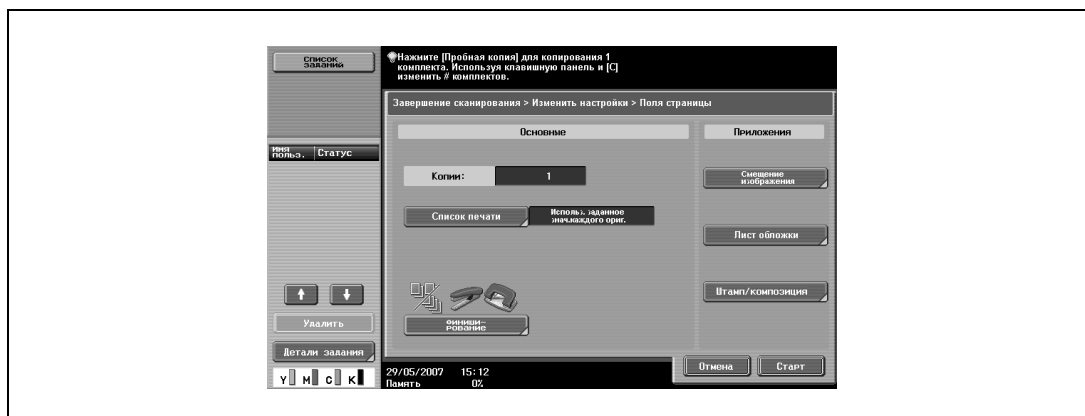 Список
заданий
Нажмите [Пробная копия] для копирования 1
комплекта. Используя клавишную панель и [C]
изменить # комплектов.
Завершение сканирования > Изменить настройки > Поля страницы
Основные
Приложения
Имя
польз.
Статус
Копии:
1
Смещение
изображения
Список печати
Использ. заданное
знач.каждого ориг.
Лист обложки
Штамп/композиция
Финиши-
рование
Удалить
Детали задания
Отмена
Старт
29/05/2007 15:12
Память 0%
Y M C K